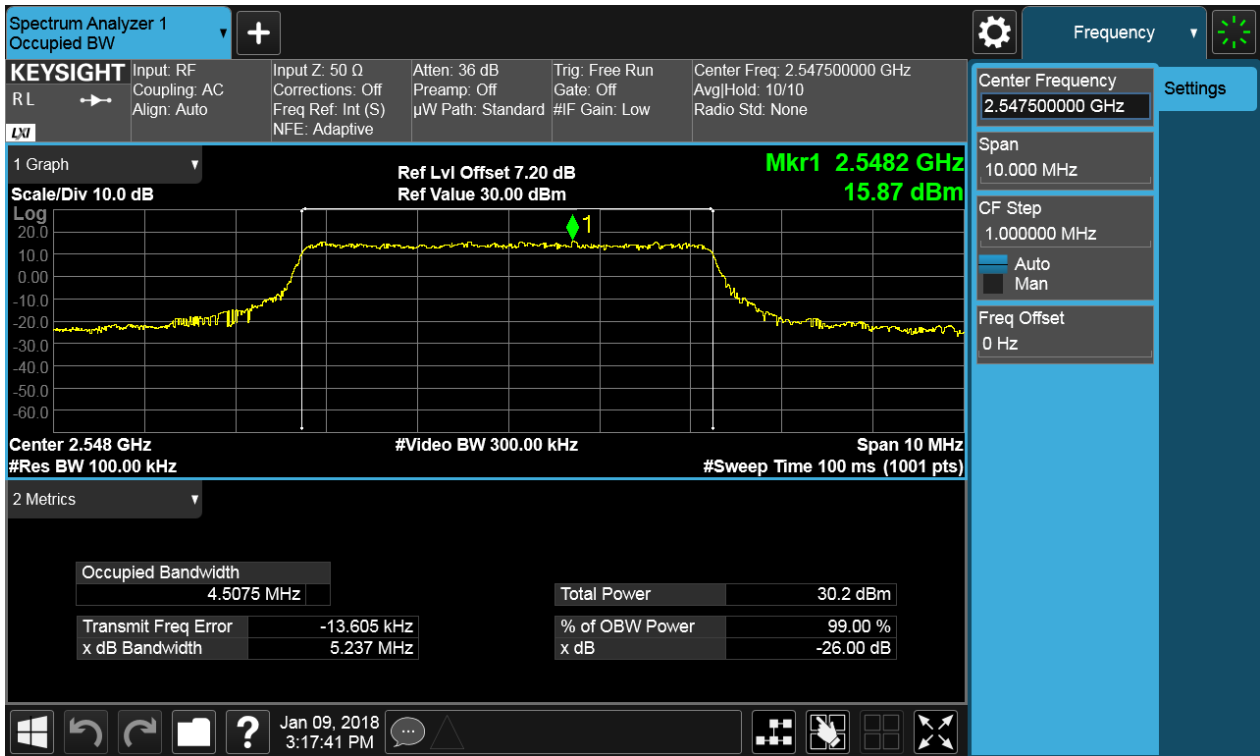 Spectrum Analyzer 1
Occupied BW
+
Frequency
KEYSIGHT
RL
LXI
Input: RF
Coupling: AC
Align: Auto
Input Z: 50 Ω
Corrections: Off
Freq Ref: Int (S)
NFE: Adaptive
Atten: 36 dB
Preamp: Off
µW Path: Standard
Trig: Free Run
Gate: Off
#IF Gain: Low
Center Freq: 2.547500000 GHz
Avg|Hold: 10/10
Radio Std: None
Center Frequency
2.547500000 GHz
Settings
Span
10.000 MHz
CF Step
1.000000 MHz
Auto
Man
Freq Offset
0 Hz
1 Graph
Scale/Div 10.0 dB
Log
Ref Lvl Offset 7.20 dB
Ref Value 30.00 dBm
Mkr1 2.5482 GHz
15.87 dBm
1
20.0
10.0
0.00
-10.0
-20.0
-30.0
-40.0
-50.0
-60.0
Center 2.548 GHz
#Res BW 100.00 kHz
#Video BW 300.00 kHz
Span 10 MHz
#Sweep Time 100 ms (1001 pts)
2 Metrics
Occupied Bandwidth
4.5075 MHz
Total Power 30.2 dBm
Transmit Freq Error -13.605 kHz
% of OBW Power 99.00 %
x dB Bandwidth 5.237 MHz
x dB -26.00 dB
?
Jan 09, 2018
3:17:41 PM